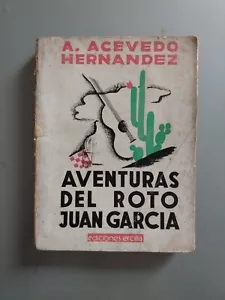 A. ACEVEDO
HERNANDEZ
AVENTURAS
DEL ROTO
JUAN GARCIA
ediciones ercilla